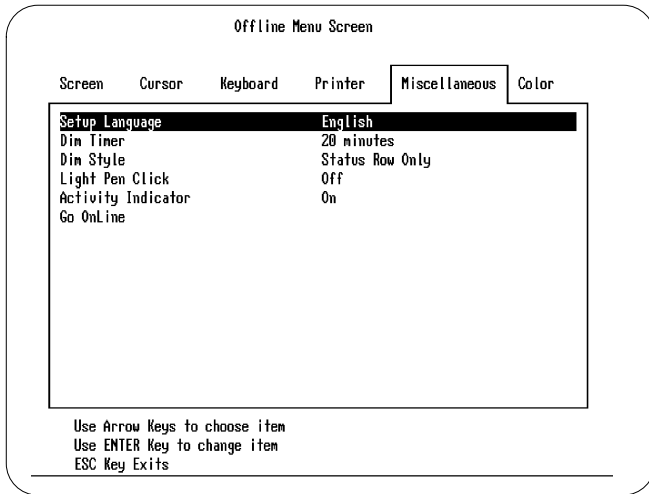 Offline Menu Screen
Screen Cursor Keyboard Printer Miscellaneous Color
Setup Language English
Dim Timer 20 minutes
Dim Style Status Row Only
Light Pen Click Off
Activity Indicator On
Go OnLine
Use Arrow Keys to choose item
Use ENTER Key to change item
ESC Key Exits